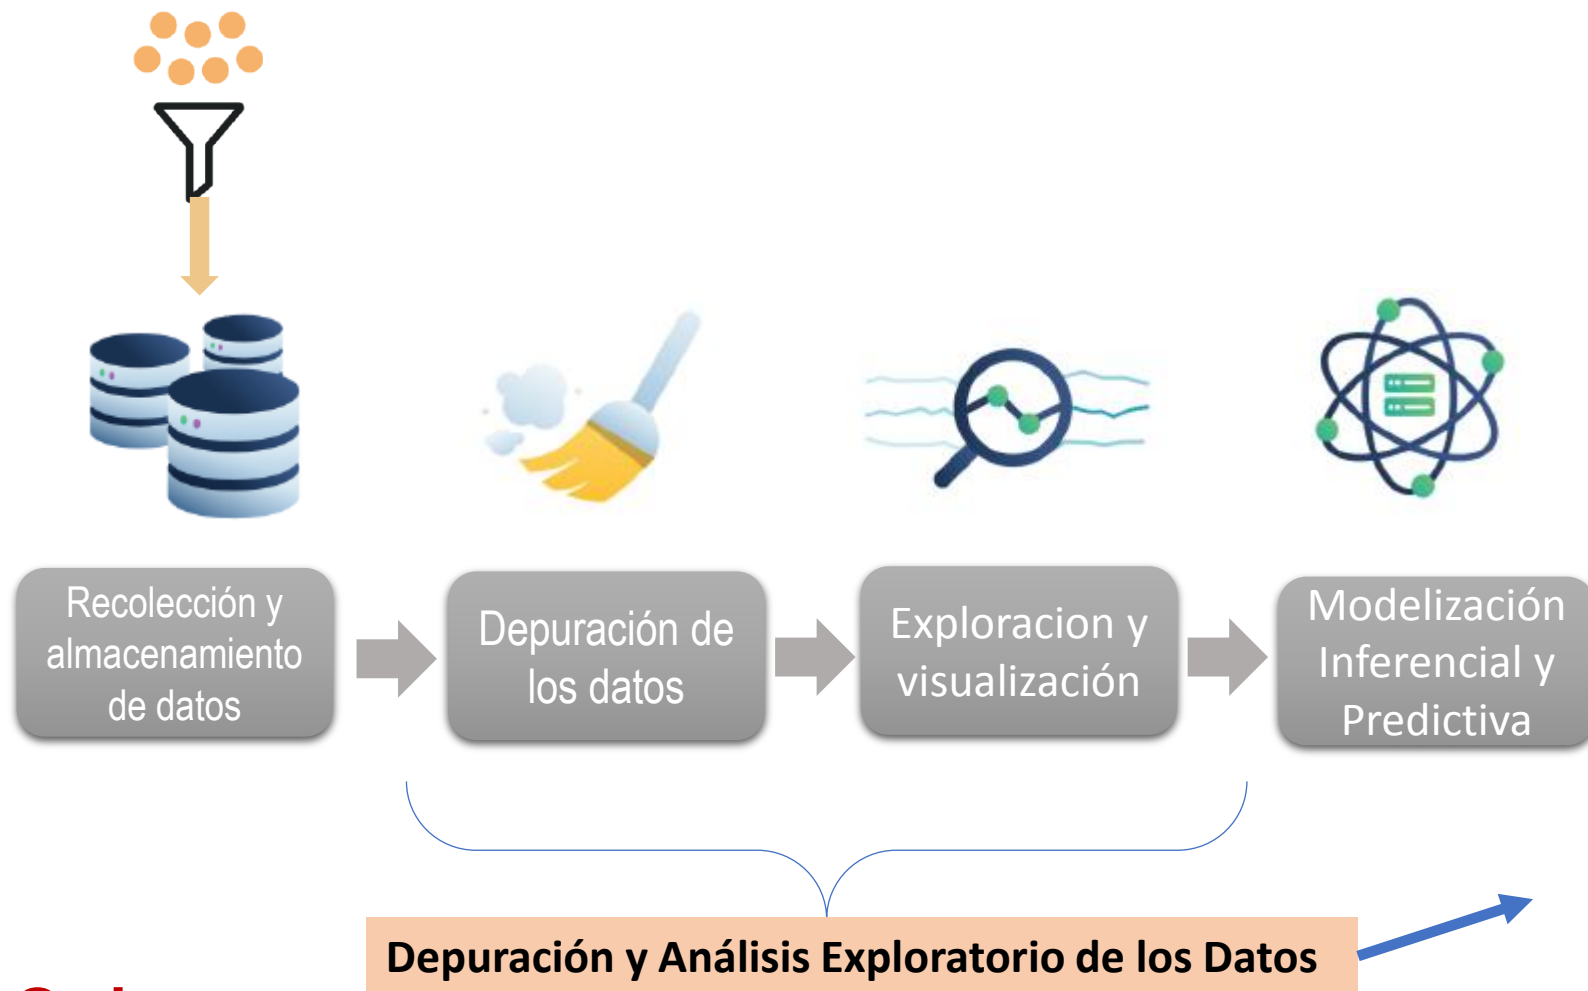 Recolección y
almacenamiento
de datos
Depuración de
los datos
Exploracion y
visualización
Modelización
Inferencial y
Predictiva
Depuración y Análisis Exploratorio de los Datos